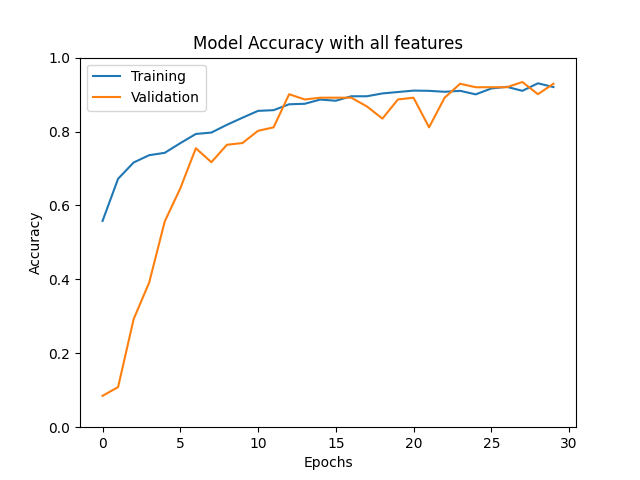 Model Accuracy with all features
Training
Validation
1.0
0.8
0.6
0.4
0.2
0.0
Accuracy
0 5 10 15 20 25 30
Epochs